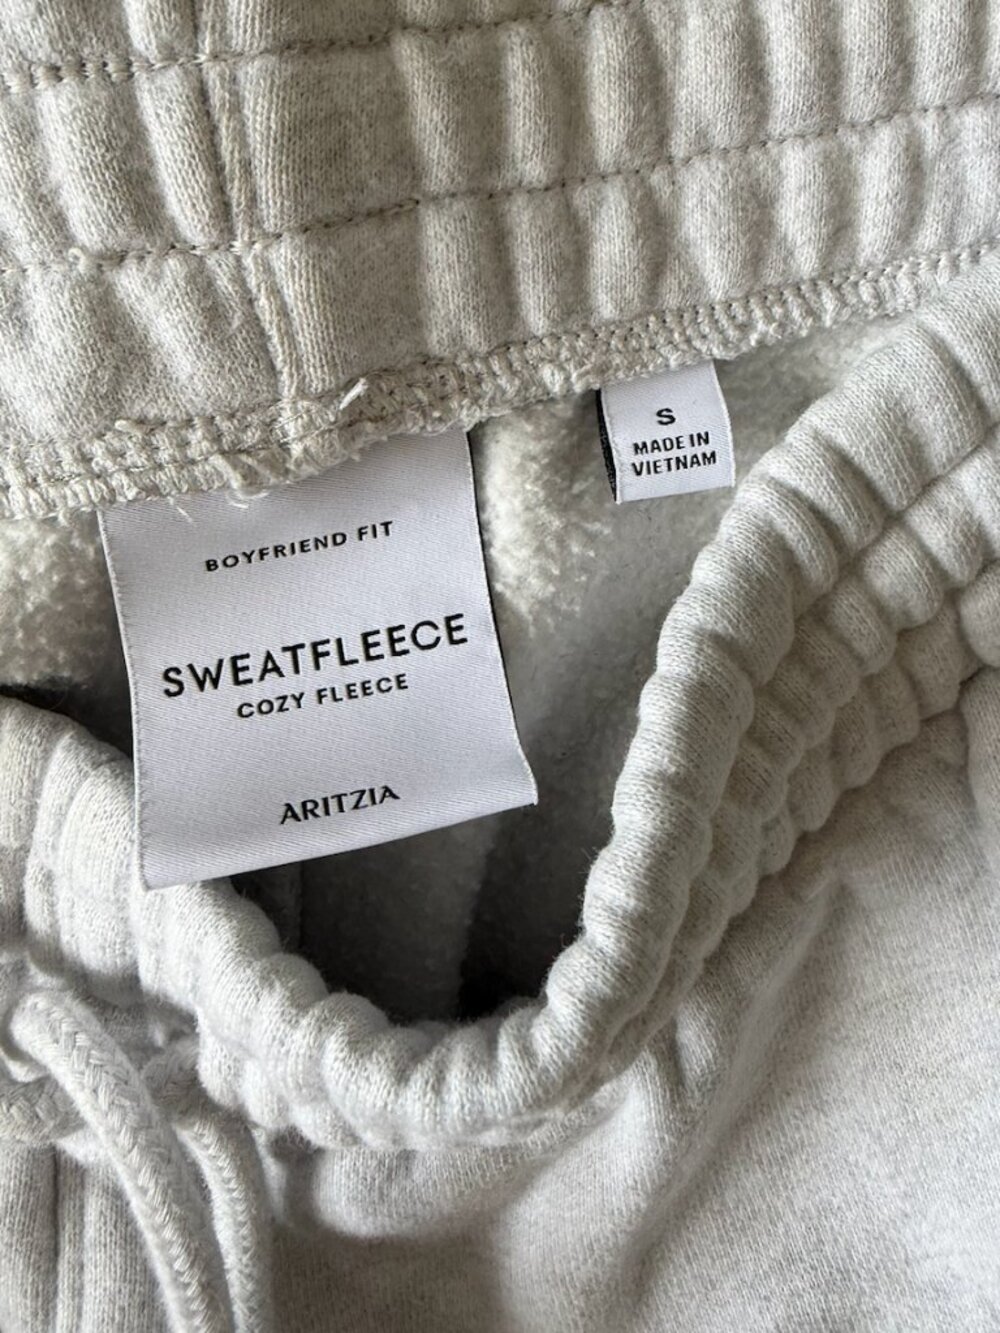 BOYFRIEND FIT
SWEATFLEECE
COZY FLEECE
ARITZIA
S
MADE IN
VIETNAM